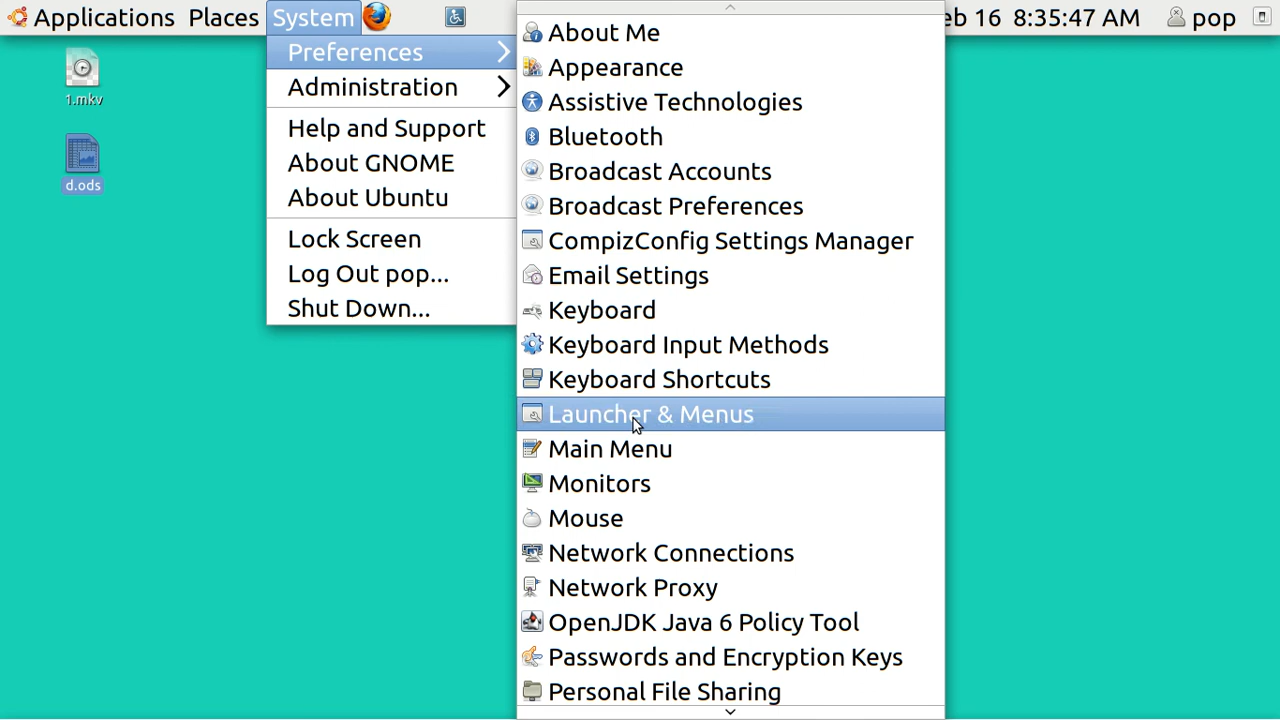 Applications Places System eb 16 8:35:47 AM pop
1.mkv
d.ods
Preferences
Administration
Help and Support
About GNOME
About Ubuntu
Lock Screen
Log Out pop...
Shut Down...
About Me
Appearance
Assistive Technologies
Bluetooth
Broadcast Accounts
Broadcast Preferences
CompizConfig Settings Manager
Email Settings
Keyboard
Keyboard Input Methods
Keyboard Shortcuts
Launcher & Menus
Main Menu
Monitors
Mouse
Network Connections
Network Proxy
OpenJDK Java 6 Policy Tool
Passwords and Encryption Keys
Personal File Sharing